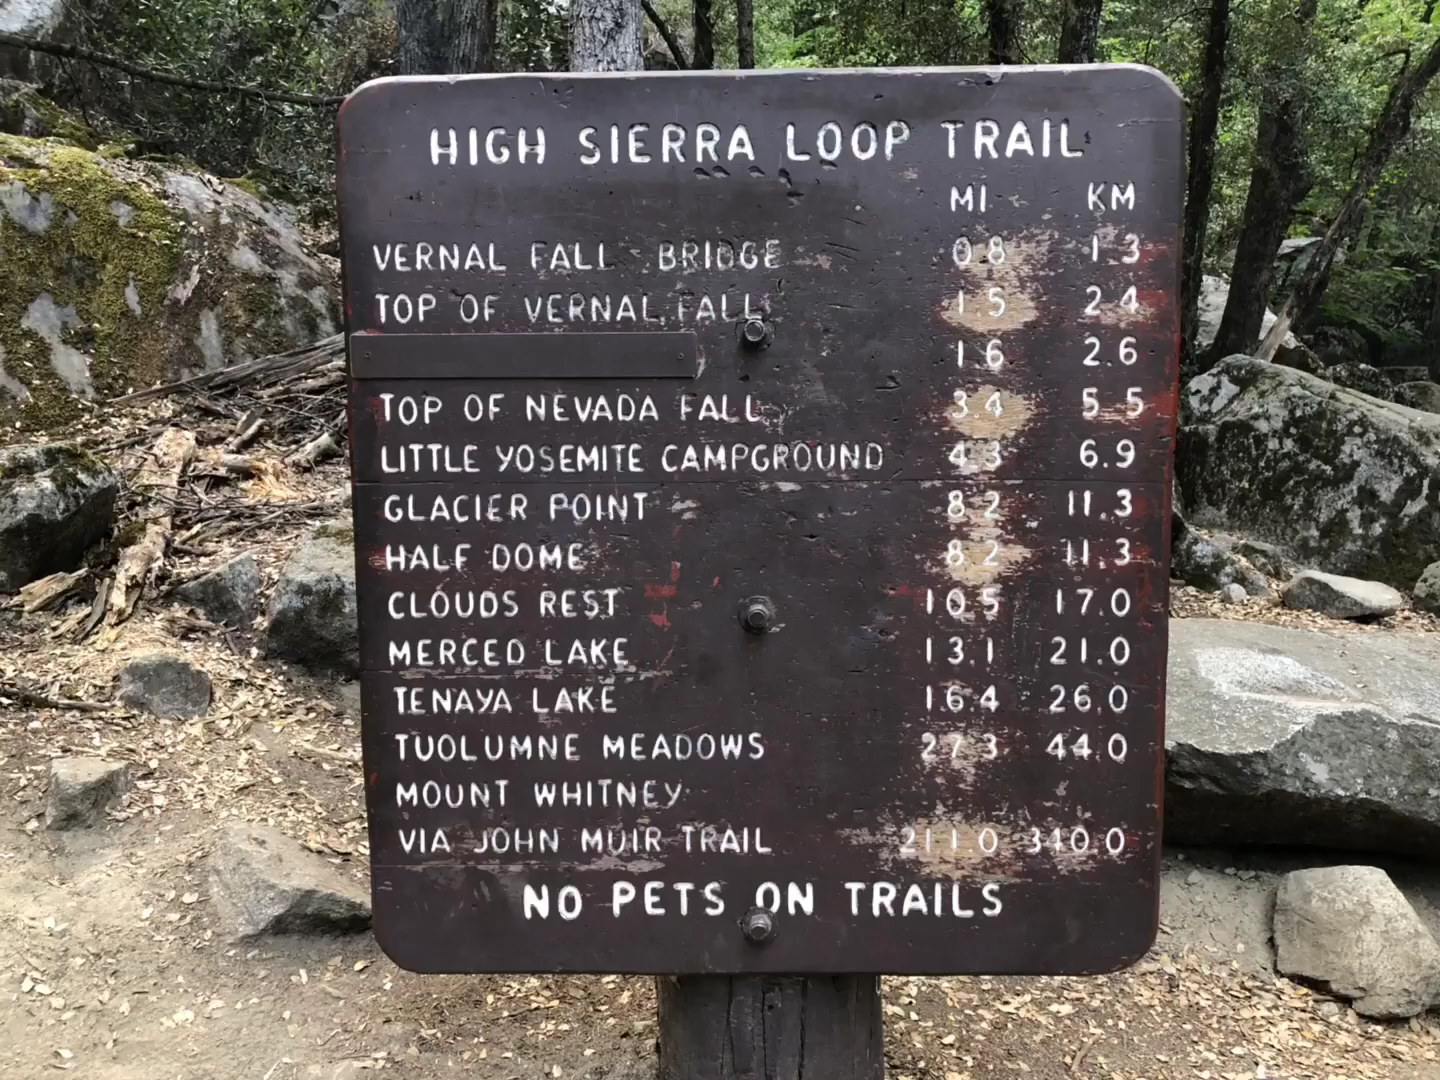 HIGH SIERRA LOOP TRAIL
MI KM
VERNAL FALL BRIDGE 0.8 1.3
TOP OF VERNAL FALL 1.5 2.4
1.6 2.6
TOP OF NEVADA FALL 3.4 5.5
LITTLE YOSEMITE CAMPGROUND 4.3 6.9
GLACIER POINT 8.2 11.3
HALF DOME 8.2 11.3
CLOUDS REST 10.5 17.0
MERCED LAKE 13.1 21.0
TENAYA LAKE 16.4 26.0
TUOLUMNE MEADOWS 27.3 44.0
MOUNT WHITNEY
VIA JOHN MUIR TRAIL 211.0 340.0
NO PETS ON TRAILS